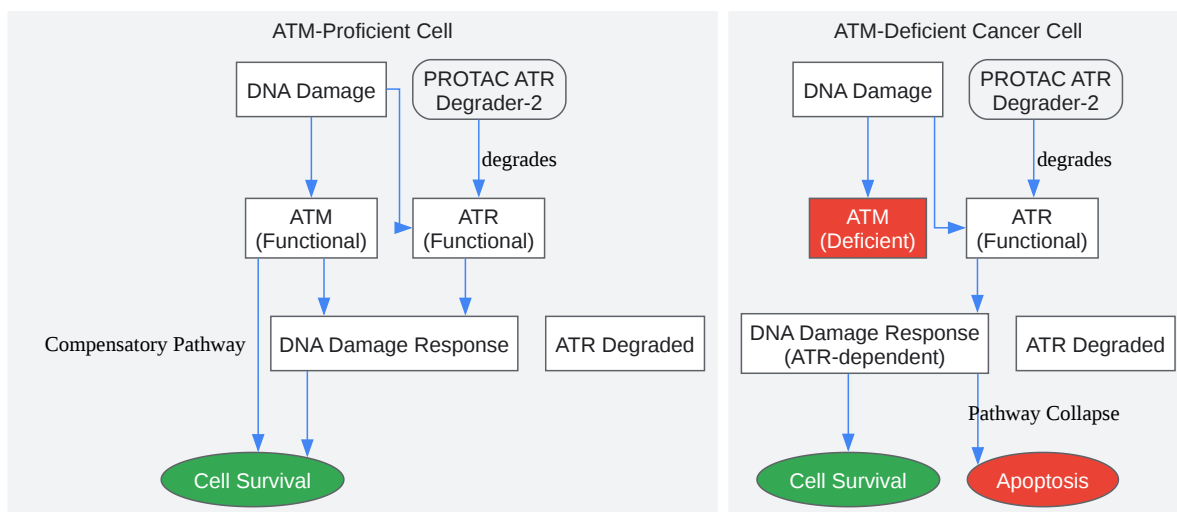 ATM-Proficient Cell
DNA Damage
PROTAC ATR
Degrader-2
degrades
ATM
(Functional)
ATR
(Functional)
Compensatory Pathway
DNA Damage Response
ATR Degraded
Cell Survival
ATM-Deficient Cancer Cell
DNA Damage
PROTAC ATR
Degrader-2
degrades
ATM
(Deficient)
ATR
(Functional)
DNA Damage Response
(ATR-dependent)
ATR Degraded
Pathway Collapse
Cell Survival
Apoptosis